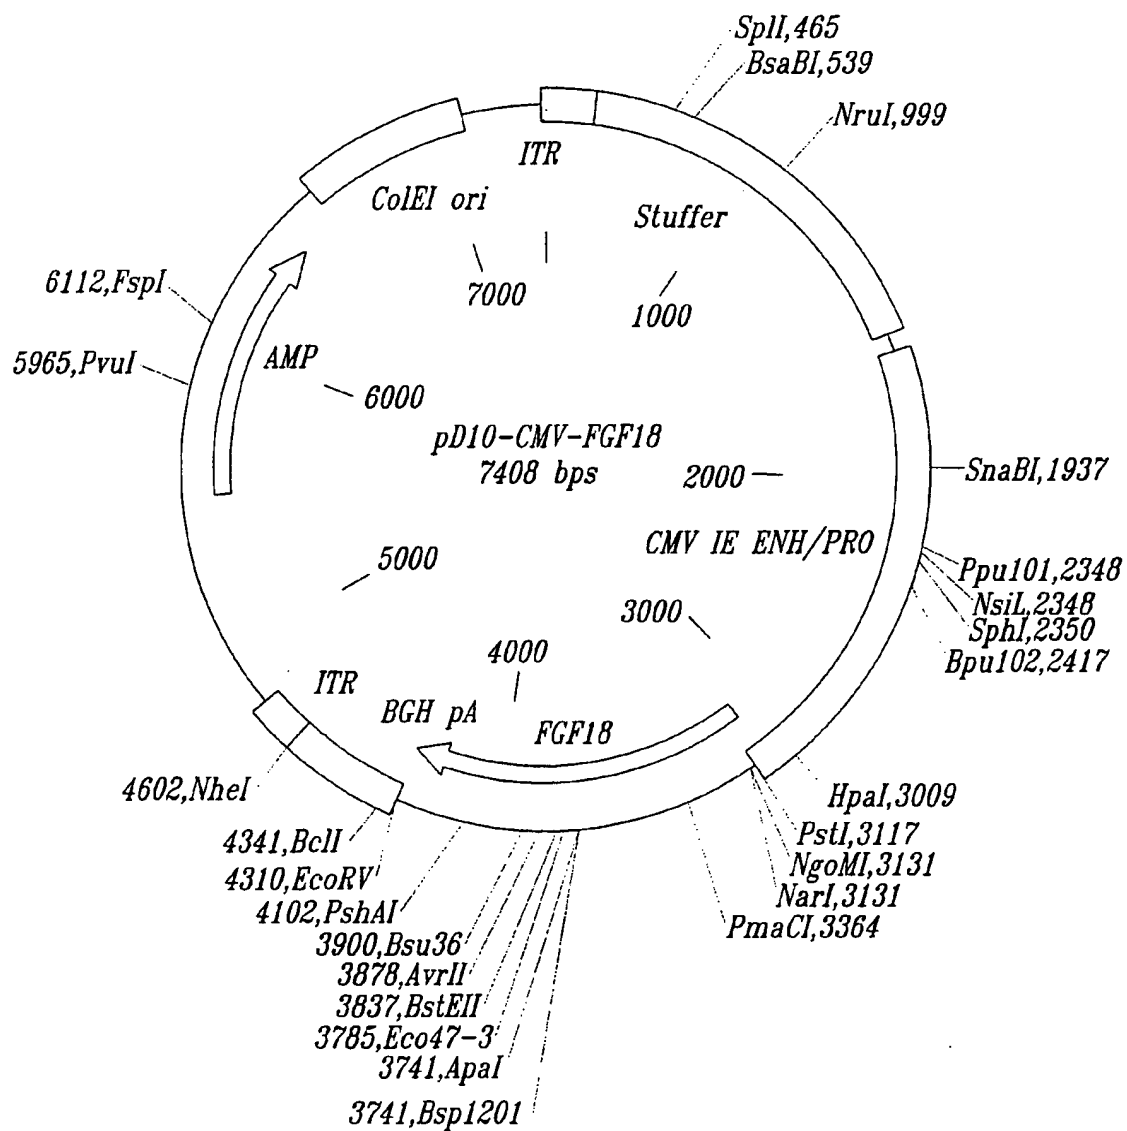 SplI,465
BsaBI,539
NruI,999
ITR
ColEI ori
Stuffer
6112,FspI
7000
1000
5965,PvuI
AMP
6000
pD10-CMV-FGF18
7408 bps
2000
SnaBI,1937
CMV IE ENH/PRO
5000
Ppu101,2348
NsiL,2348
SphI,2350
Bpu102,2417
3000
4000
ITR
BGH pA
FGF18
4602,NheI
HpaI,3009
PstI,3117
NgoMI,3131
NarI,3131
PmaCI,3364
4341,BclI
4310,EcoRV
4102,PshAI
3900,Bsu36
3878,AvrII
3837,BstEII
3785,Eco47-3
3741,ApaI
3741,Bsp1201